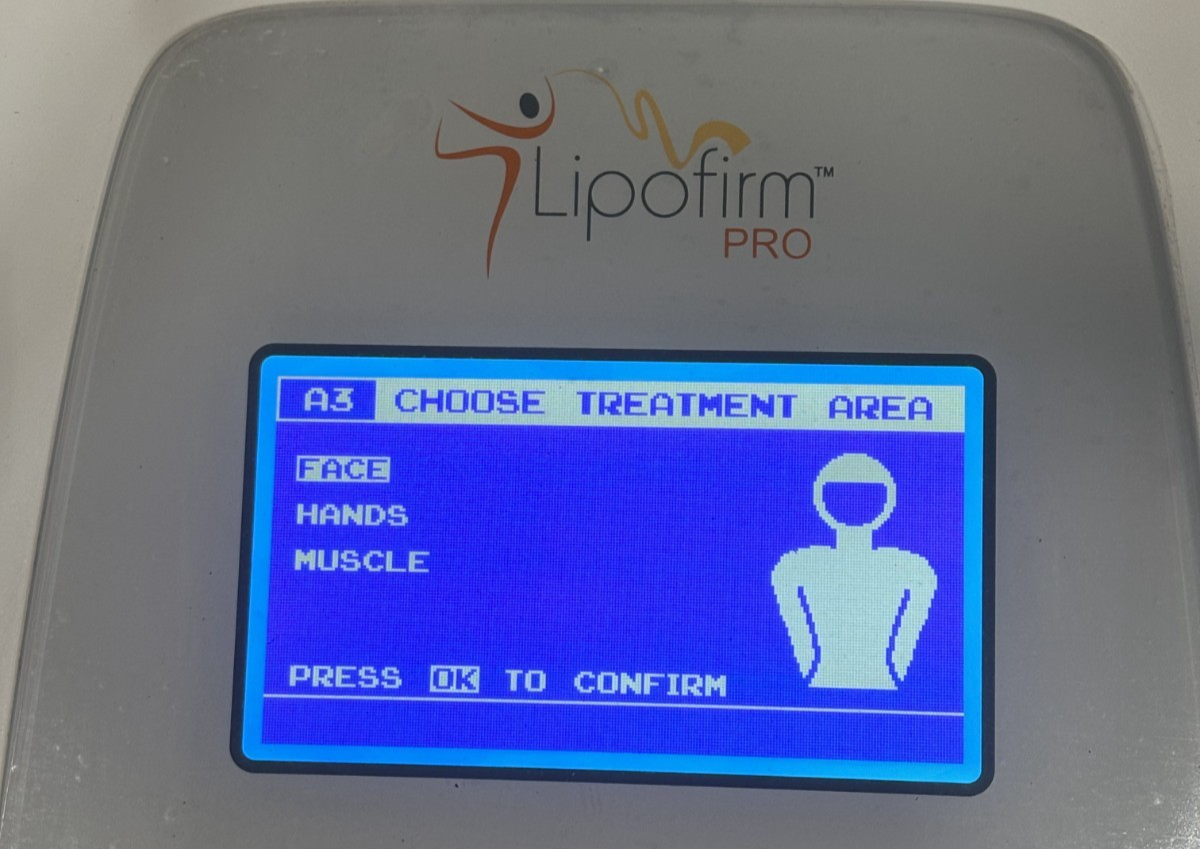 Lipofirm™
PRO
A3 CHOOSE TREATMENT AREA
FACE
HANDS
MUSCLE
PRESS OK TO CONFIRM